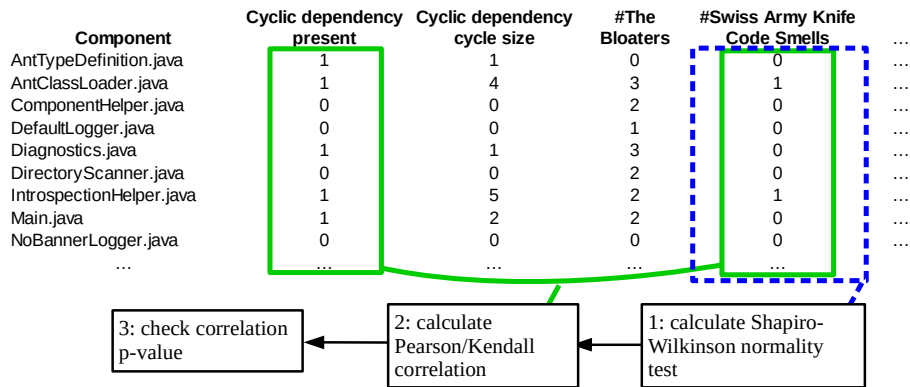 Cyclic dependency Cyclic dependency #The #Swiss Army Knife
Component present cycle size Bloaters Code Smells …
AntTypeDefinition.java 1 1 0 0 …
AntClassLoader.java 1 4 3 1 …
ComponentHelper.java 0 0 2 0 …
DefaultLogger.java 0 0 1 0 …
Diagnostics.java 1 1 3 0 …
DirectoryScanner.java 0 0 2 0 …
IntrospectionHelper.java 1 5 2 1 …
Main.java 1 2 2 0 …
NoBannerLogger.java 0 0 0 0 …
… … … … …
3: check correlation
p-value
2: calculate
Pearson/Kendall
correlation
1: calculate Shapiro-
Wilkinson normality
test